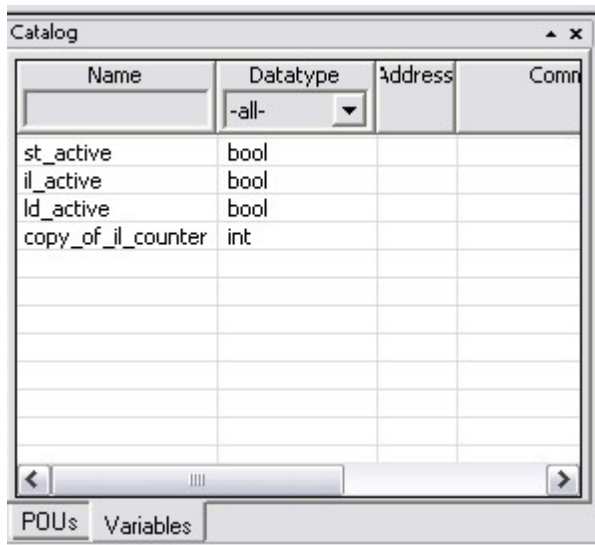 Catalog
Name Datatype Address Comm
-all-
st_active bool
il_active bool
ld_active bool
copy_of_il_counter int
POUs Variables